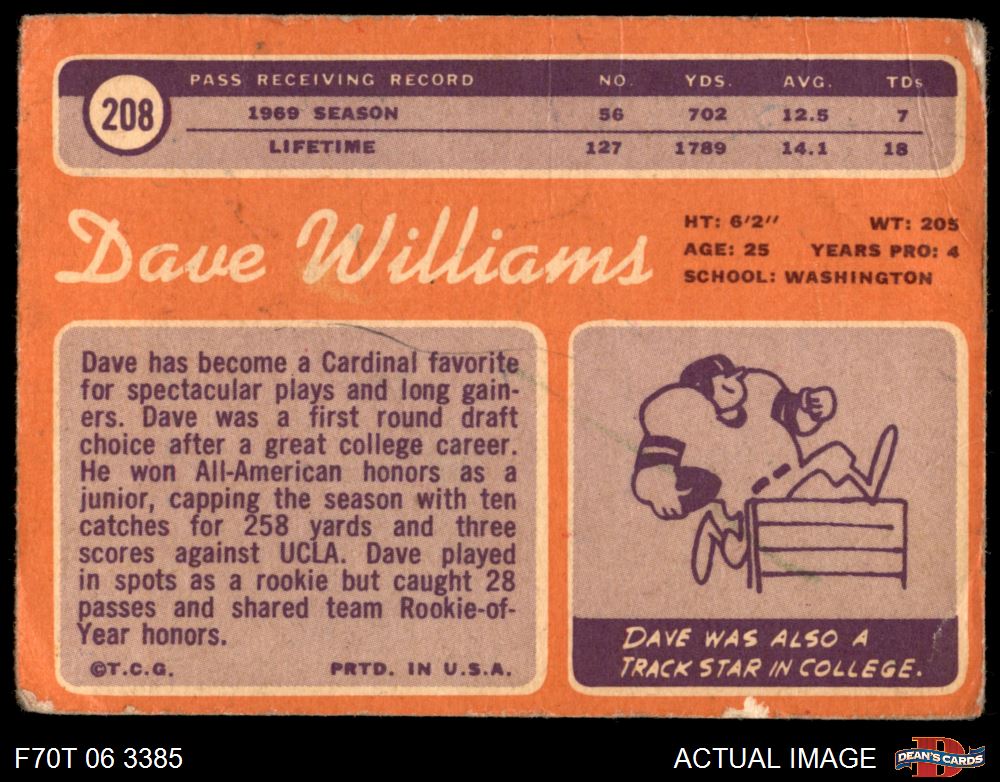 PASS RECEIVING RECORD NO. YDS. AVG. TDs
208
1969 SEASON 56 702 12.5 7
LIFETIME 127 1789 14.1 18
Dave Williams
HT: 6'2" WT: 205
AGE: 25 YEARS PRO: 4
SCHOOL: WASHINGTON
Dave has become a Cardinal favorite
for spectacular plays and long gain-
ers. Dave was a first round draft
choice after a great college career.
He won All-American honors as a
junior, capping the season with ten
catches for 258 yards and three
scores against UCLA. Dave played
in spots as a rookie but caught 28
passes and shared team Rookie-of-
Year honors.
©T.C.G. PRTD. IN U.S.A.
DAVE WAS ALSO A
TRACK STAR IN COLLEGE.
F70T 06 3385 ACTUAL IMAGE
DEAN'S CARDS